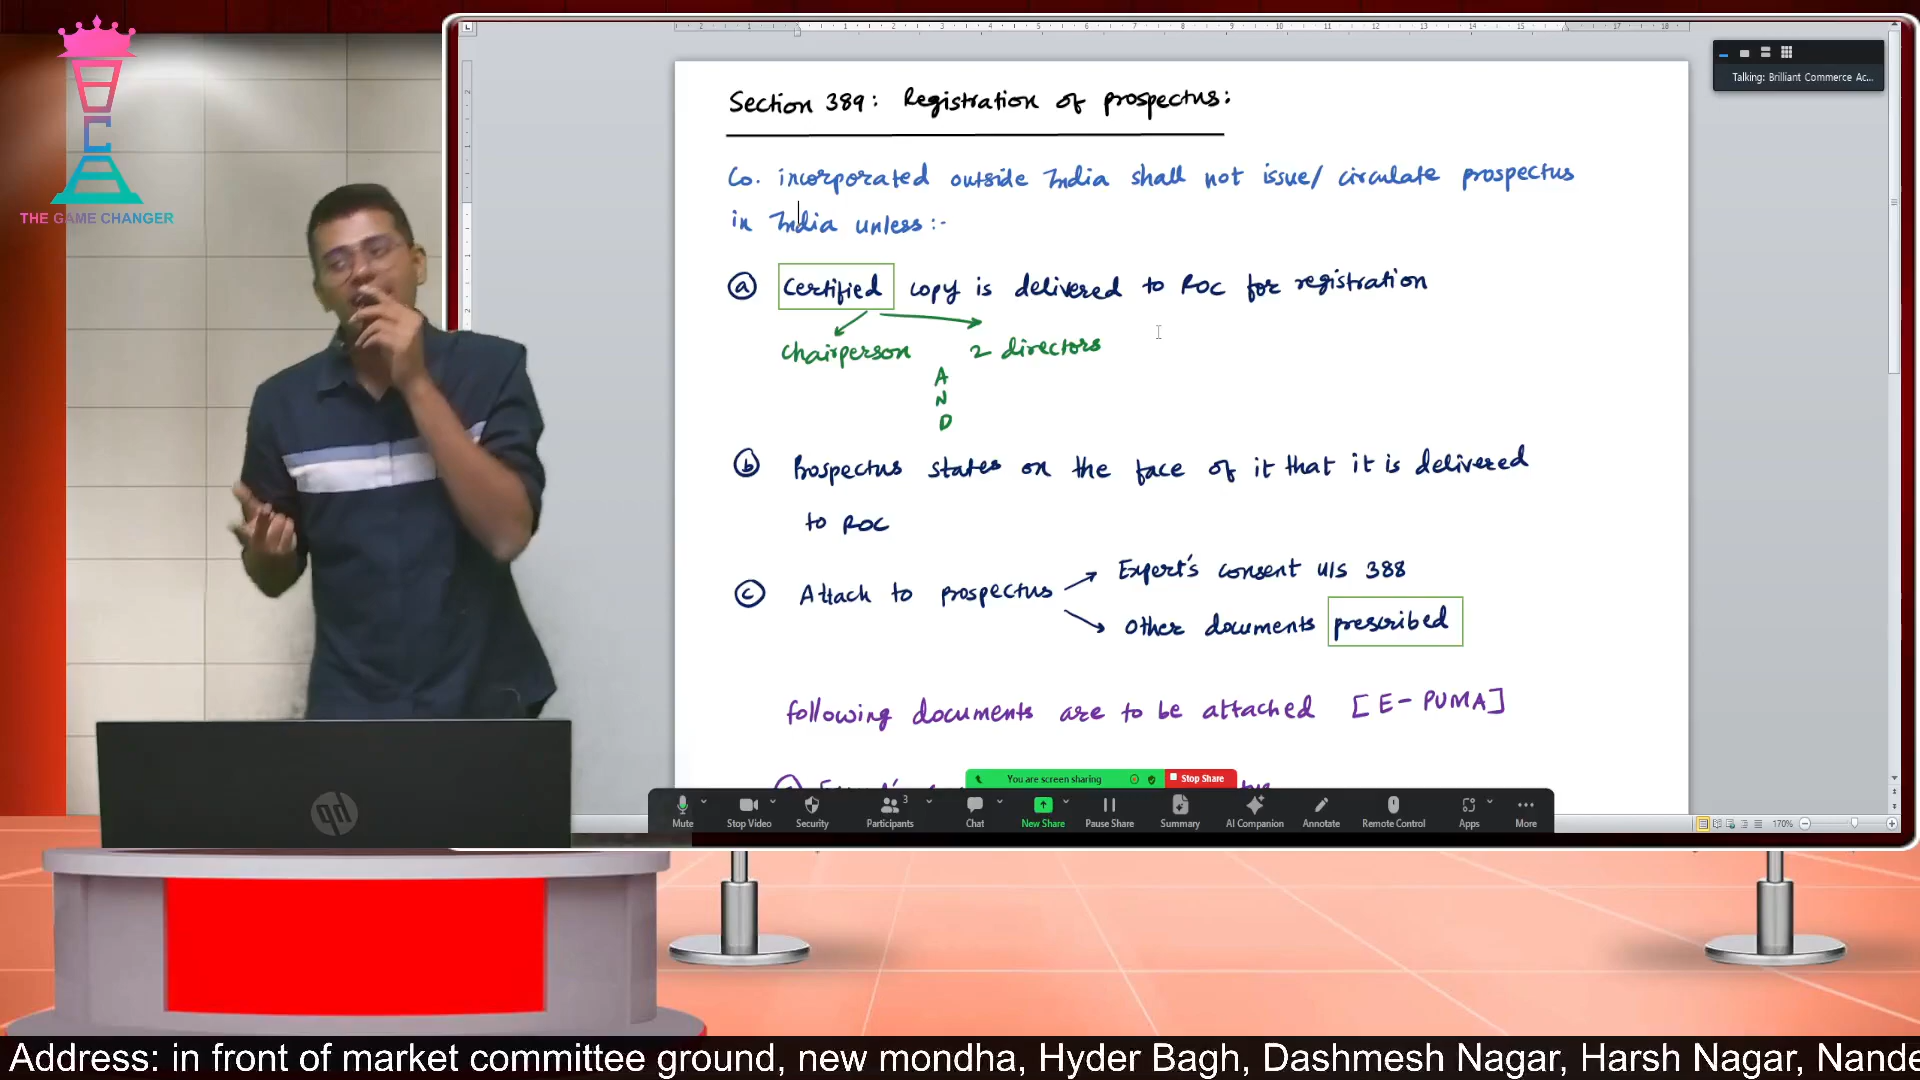 THE GAME CHANGER
Talking: Brilliant Commerce Ac...
Section 389: Registration of prospectus:
Co. incorporated outside India shall not issue/ circulate prospectus
in India unless :-
(a) Certified copy is delivered to ROC for registration
Chairperson 2 directors
A
N
D
(b) Prospectus states on the face of it that it is delivered
to ROC
(c) Attack to prospectus
Expert's consent u/s 388
Other documents prescribed
following documents are to be attached [E- PUMA]
You are screen sharing Stop Share
Mute Stop Video Security Participants 3 Chat New Share Pause Share Summary AI Companion Annotate Remote Control Apps More
170%
hp
Address: in front of market committee ground, new mondha, Hyder Bagh, Dashmesh Nagar, Harsh Nagar, Nande